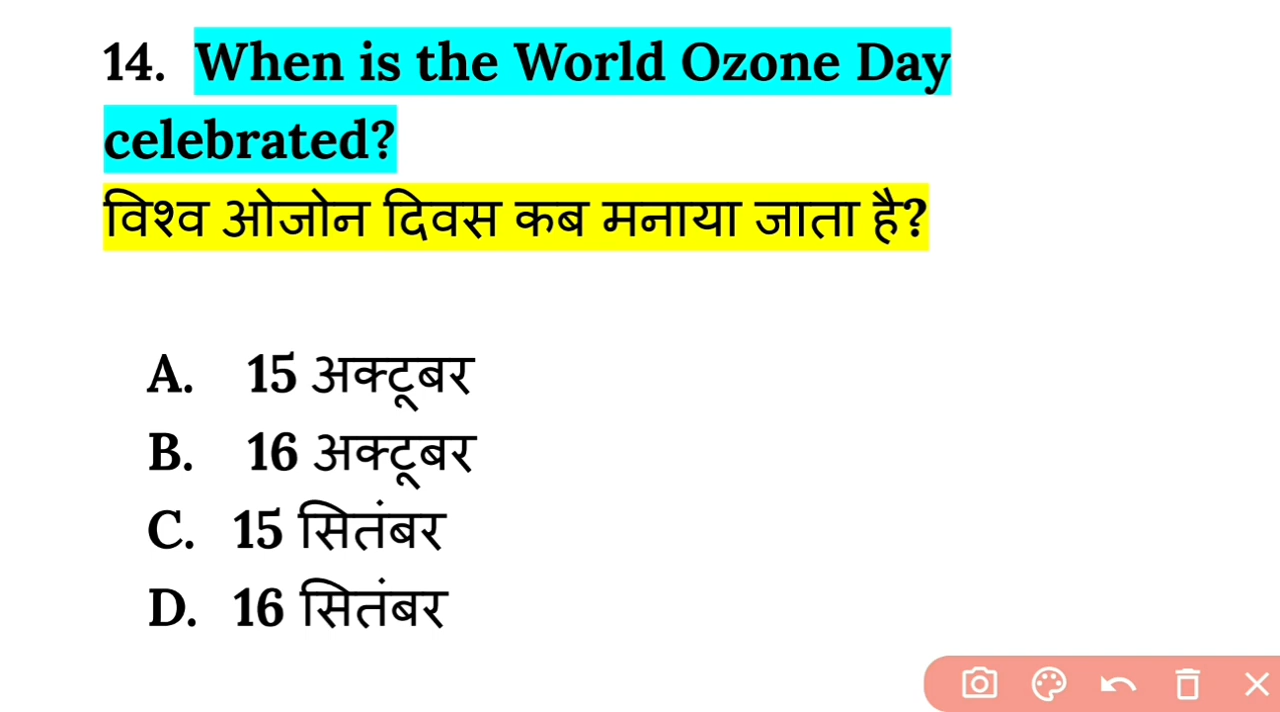 14. When is the World Ozone Day
celebrated?
विश्व ओजोन दिवस कब मनाया जाता है?
A. 15 अक्टूबर
B. 16 अक्टूबर
C. 15 सितंबर
D. 16 सितंबर